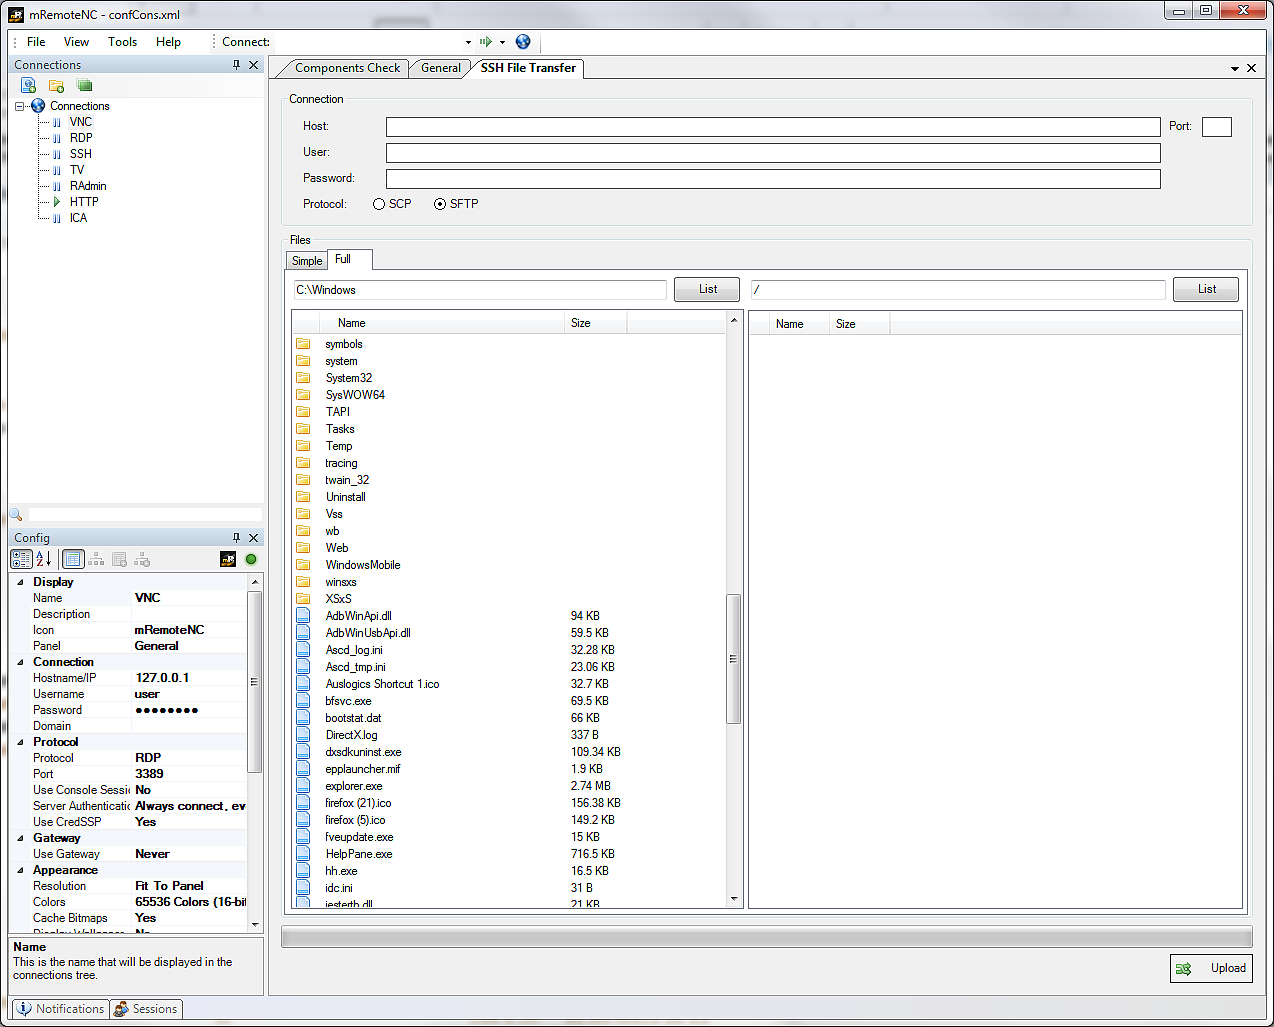 mRemoteNC - confCons.xml
File View Tools Help Connect:
Connections
Connections
VNC
RDP
SSH
TV
RAdmin
HTTP
ICA
Config
Display
Name VNC
Description
Icon mRemoteNC
Panel General
Connection
Hostname/IP 127.0.0.1
Username user
Password ●●●●●●●●
Domain
Protocol
Protocol RDP
Port 3389
Use Console Sessi No
Server Authenticatic Always connect, ev
Use CredSSP Yes
Gateway
Use Gateway Never
Appearance
Resolution Fit To Panel
Colors 65536 Colors (16-bi
Cache Bitmaps Yes
Name
This is the name that will be displayed in the
connections tree.
Notifications Sessions
Components Check General SSH File Transfer
Connection
Host: Port:
User:
Password:
Protocol: SCP SFTP
Files
Simple Full
C:\Windows List / List
Name Size
symbols
system
System32
SysWOW64
TAPI
Tasks
Temp
tracing
twain_32
Uninstall
Vss
wb
Web
WindowsMobile
winsxs
XSxS
AdbWinApi.dll 94 KB
AdbWinUsbApi.dll 59.5 KB
Ascd_log.ini 32.28 KB
Ascd_tmp.ini 23.06 KB
Auslogics Shortcut 1.ico 32.7 KB
bfsvc.exe 69.5 KB
bootstat.dat 66 KB
DirectX.log 337 B
dxsdkuninst.exe 109.34 KB
epplauncher.mif 1.9 KB
explorer.exe 2.74 MB
firefox (21).ico 156.38 KB
firefox (5).ico 149.2 KB
fveupdate.exe 15 KB
HelpPane.exe 716.5 KB
hh.exe 16.5 KB
idc.ini 31 B
21 KB
Name Size
Upload